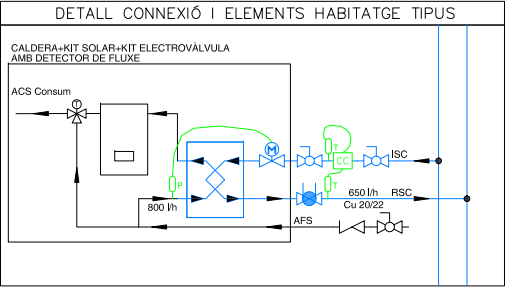 DETALL CONNEXIÓ I ELEMENTS HABITATGE TIPUS
CALDERA+KIT SOLAR+KIT ELECTROVÀLVULA
AMB DETECTOR DE FLUXE
ACS Consum
T
M
T
CC
ISC
P
T
650 l/h
RSC
800 l/h
Cu 20/22
AFS